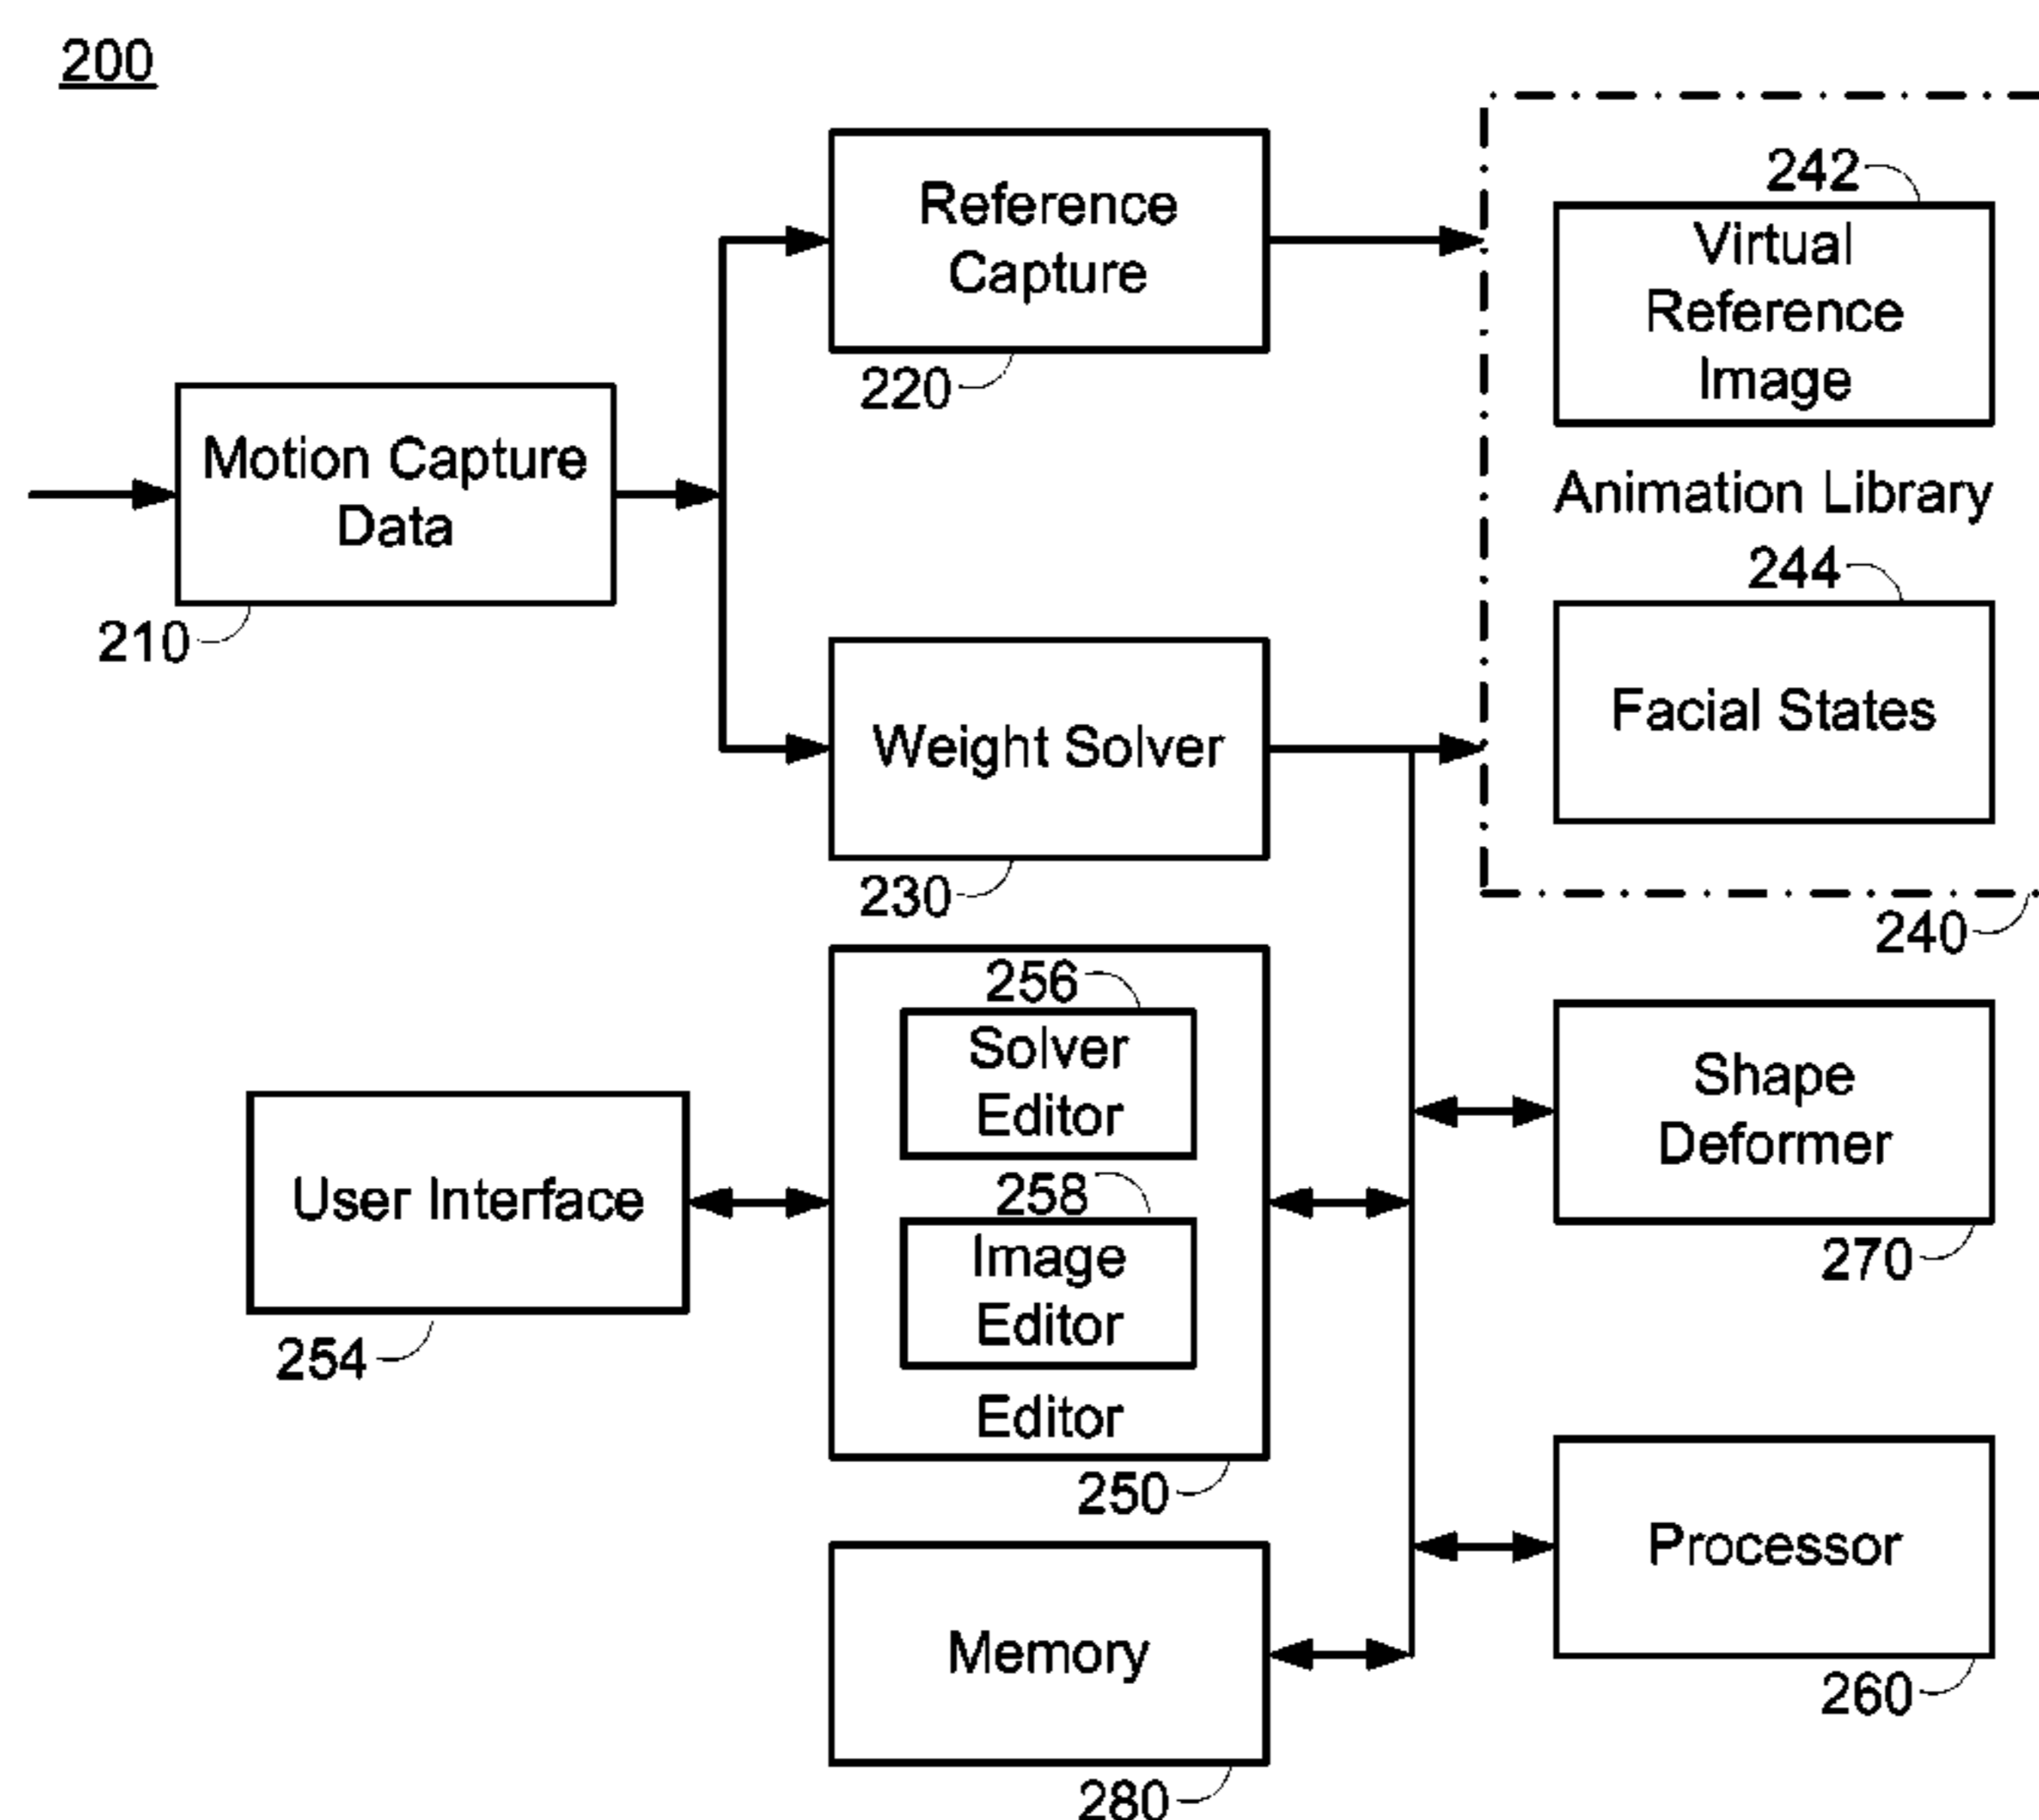 200
Reference
Capture
220
242
Virtual
Reference
Image
Animation Library
244
Facial States
240
Motion Capture
Data
210
Weight Solver
230
256
Solver
Editor
258
Image
Editor
Editor
250
User Interface
254
Shape
Deformer
270
Processor
260
Memory
280